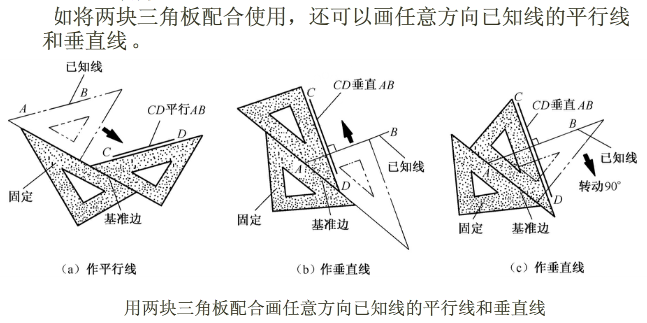 如将两块三角板配合使用，还可以画任意方向已知线的平行线
和垂直线。
已知线
A
B
CD平行AB
C
D
固定
基准边
（a）作平行线
C
CD垂直AB
B
A
已知线
D
固定
基准边
（b）作垂直线
C
CD垂直AB
B
A
已知线
转动90°
D
固定
基准边
（c）作垂直线
用两块三角板配合画任意方向已知线的平行线和垂直线